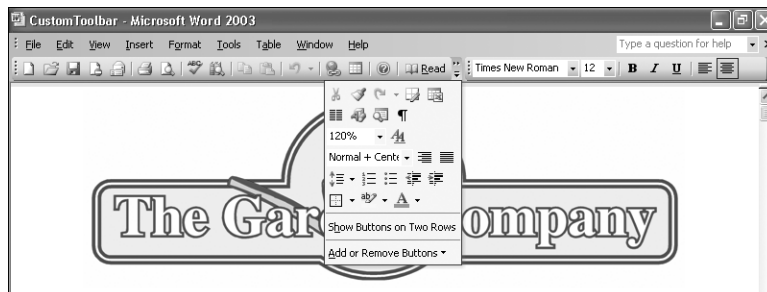 CustomToolbar - Microsoft Word 2003
File Edit View Insert Format Tools Table Window Help Type a question for help
Read Times New Roman 12 B I U
120%
Normal + Cente
Show Buttons on Two Rows
Add or Remove Buttons
The Gar ompany